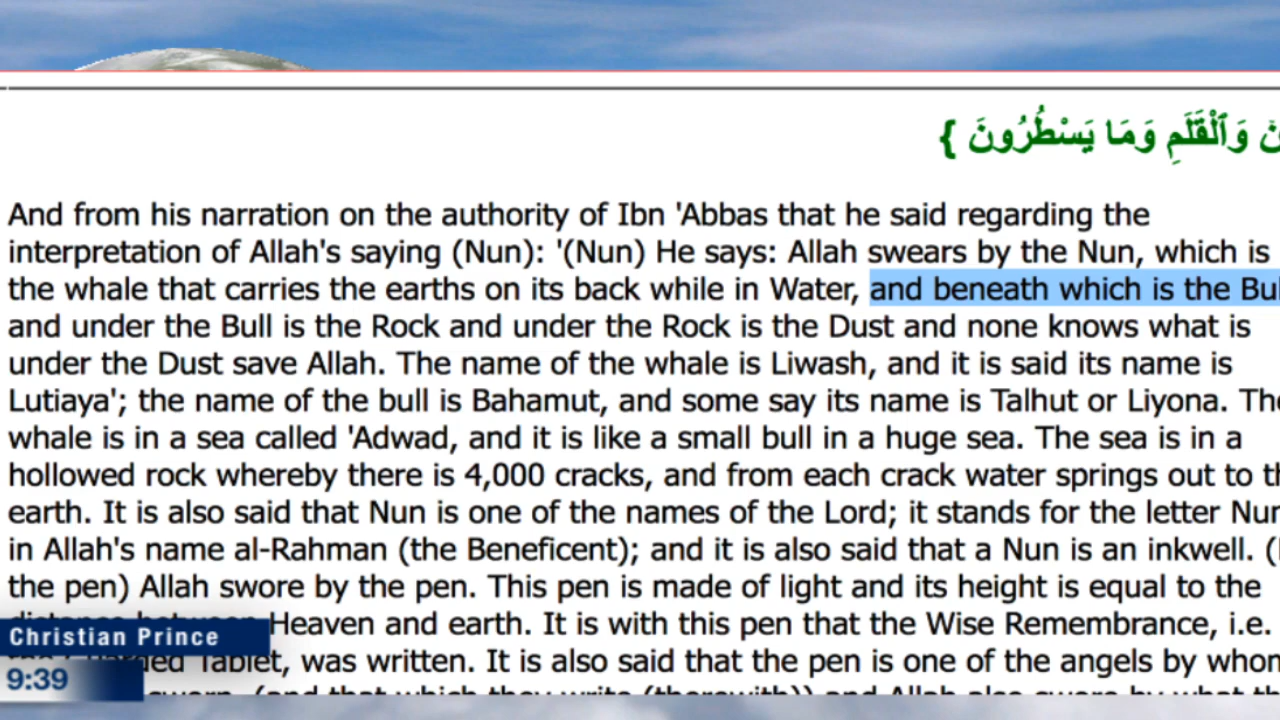 وَٱلْقَلَمِ وَمَا يَسْطُرُونَ }
And from his narration on the authority of Ibn 'Abbas that he said regarding the
interpretation of Allah's saying (Nun): '(Nun) He says: Allah swears by the Nun, which is
the whale that carries the earths on its back while in Water, and beneath which is the
and under the Bull is the Rock and under the Rock is the Dust and none knows what is
under the Dust save Allah. The name of the whale is Liwash, and it is said its name is
Lutiaya'; the name of the bull is Bahamut, and some say its name is Talhut or Liyona.
whale is in a sea called 'Adwad, and it is like a small bull in a huge sea. The sea is in a
hollowed rock whereby there is 4,000 cracks, and from each crack water springs out to
earth. It is also said that Nun is one of the names of the Lord; it stands for the letter
in Allah's name al-Rahman (the Beneficent); and it is also said that a Nun is an inkwell.
the pen) Allah swore by the pen. This pen is made of light and its height is equal to the
Heaven and earth. It is with this pen that the Wise Remembrance, i.e.
Christian Prince
Tablet, was written. It is also said that the pen is one of the angels by
9:39